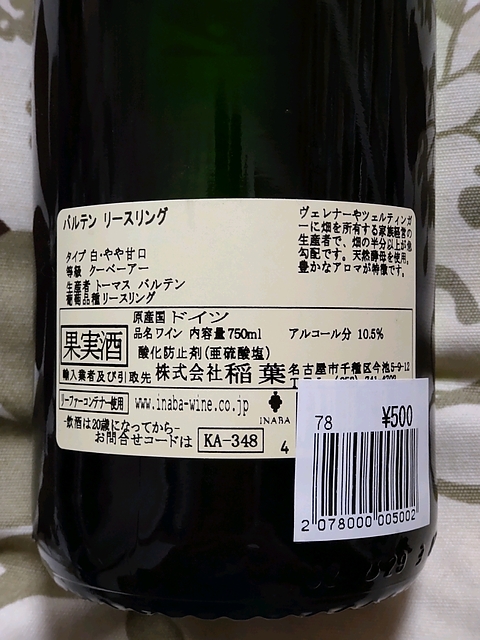 バルテン リースリング
タイプ 白・やや甘口
等級 クーベーアー
生産者 トーマス バルテン
葡萄品種 リースリング
ヴェレナーやツェルティンガ
ーに畑を所有する家族経営の
生産者で、畑の半分以上が急
勾配です。天然酵母を使用。
豊かなアロマが特徴です。
果実酒
原産国 ドイツ
品名 ワイン 内容量 750ml アルコール分 10.5%
酸化防止剤(亜硫酸塩)
輸入業者及び引取先 株式会社 稲葉 名古屋市千種区今池5-9-12
リーファーコンテナー使用 www.inaba-wine.co.jp
INABA
-飲酒は20歳になってから-
お問合せコードは KA-348 4
78 ¥500
2 078000 005002